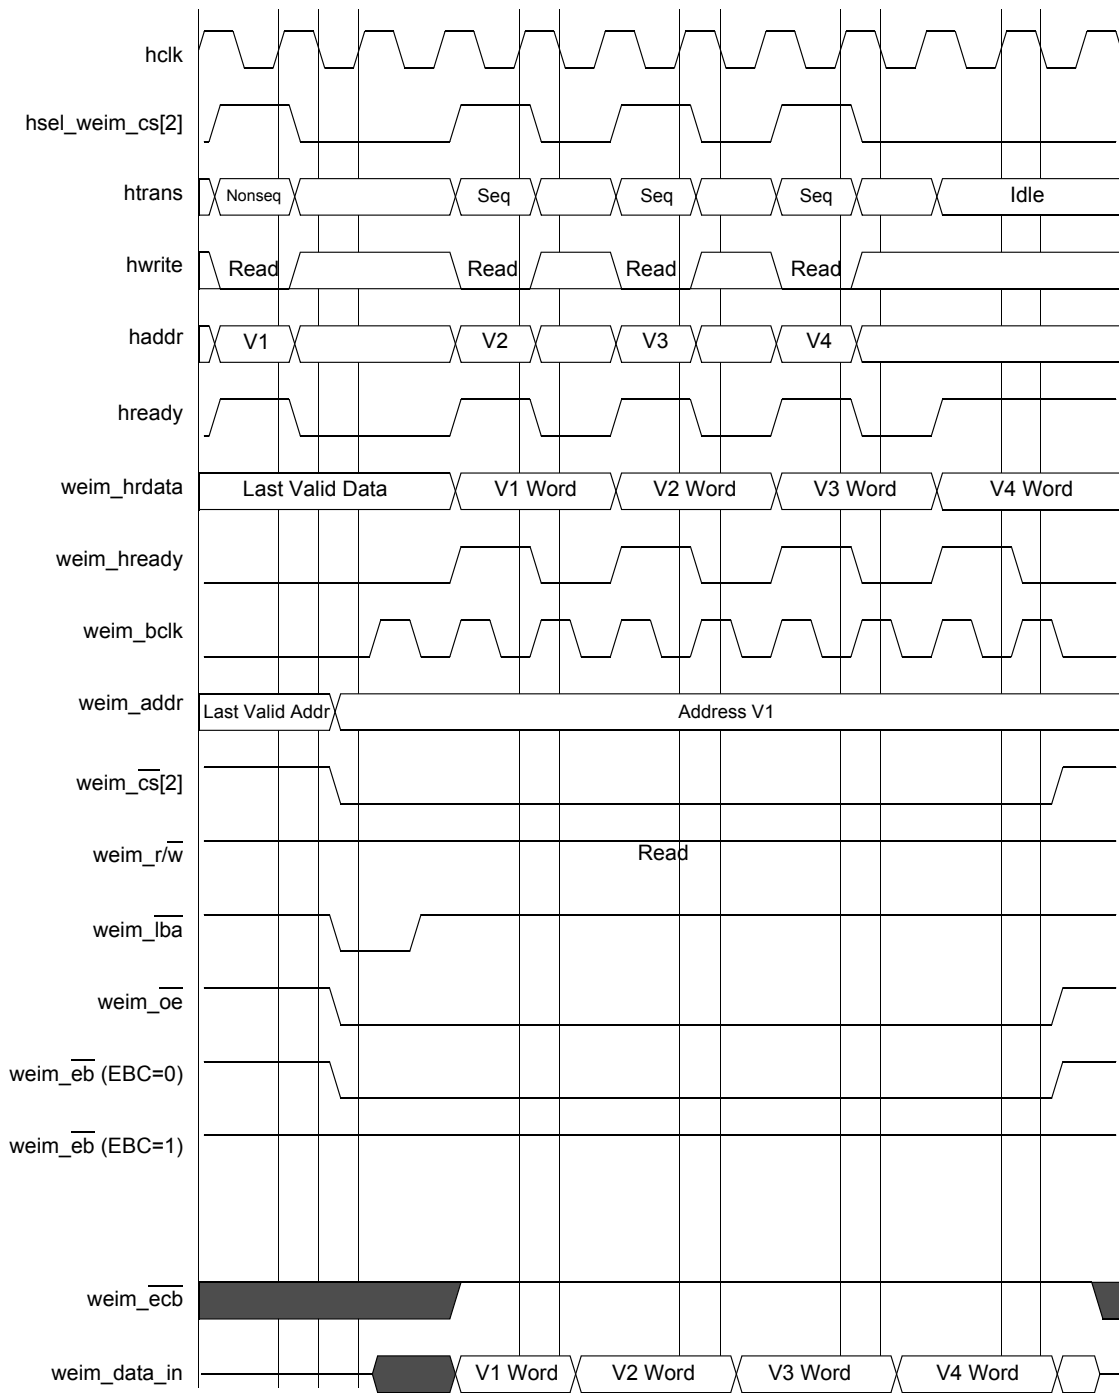 hclk
hsel_weim_cs[2]
htrans
Nonseq
Seq
Seq
Seq
Idle
hwrite
Read
Read
Read
Read
haddr
V1
V2
V3
V4
hready
weim_hrdata
Last Valid Data
V1 Word
V2 Word
V3 Word
V4 Word
weim_hready
weim_bclk
weim_addr
Last Valid Addr
Address V1
weim_cs[2]
weim_r/w
Read
weim_lba
weim_oe
weim_eb (EBC=0)
weim_eb (EBC=1)
weim_ecb
weim_data_in
V1 Word
V2 Word
V3 Word
V4 Word